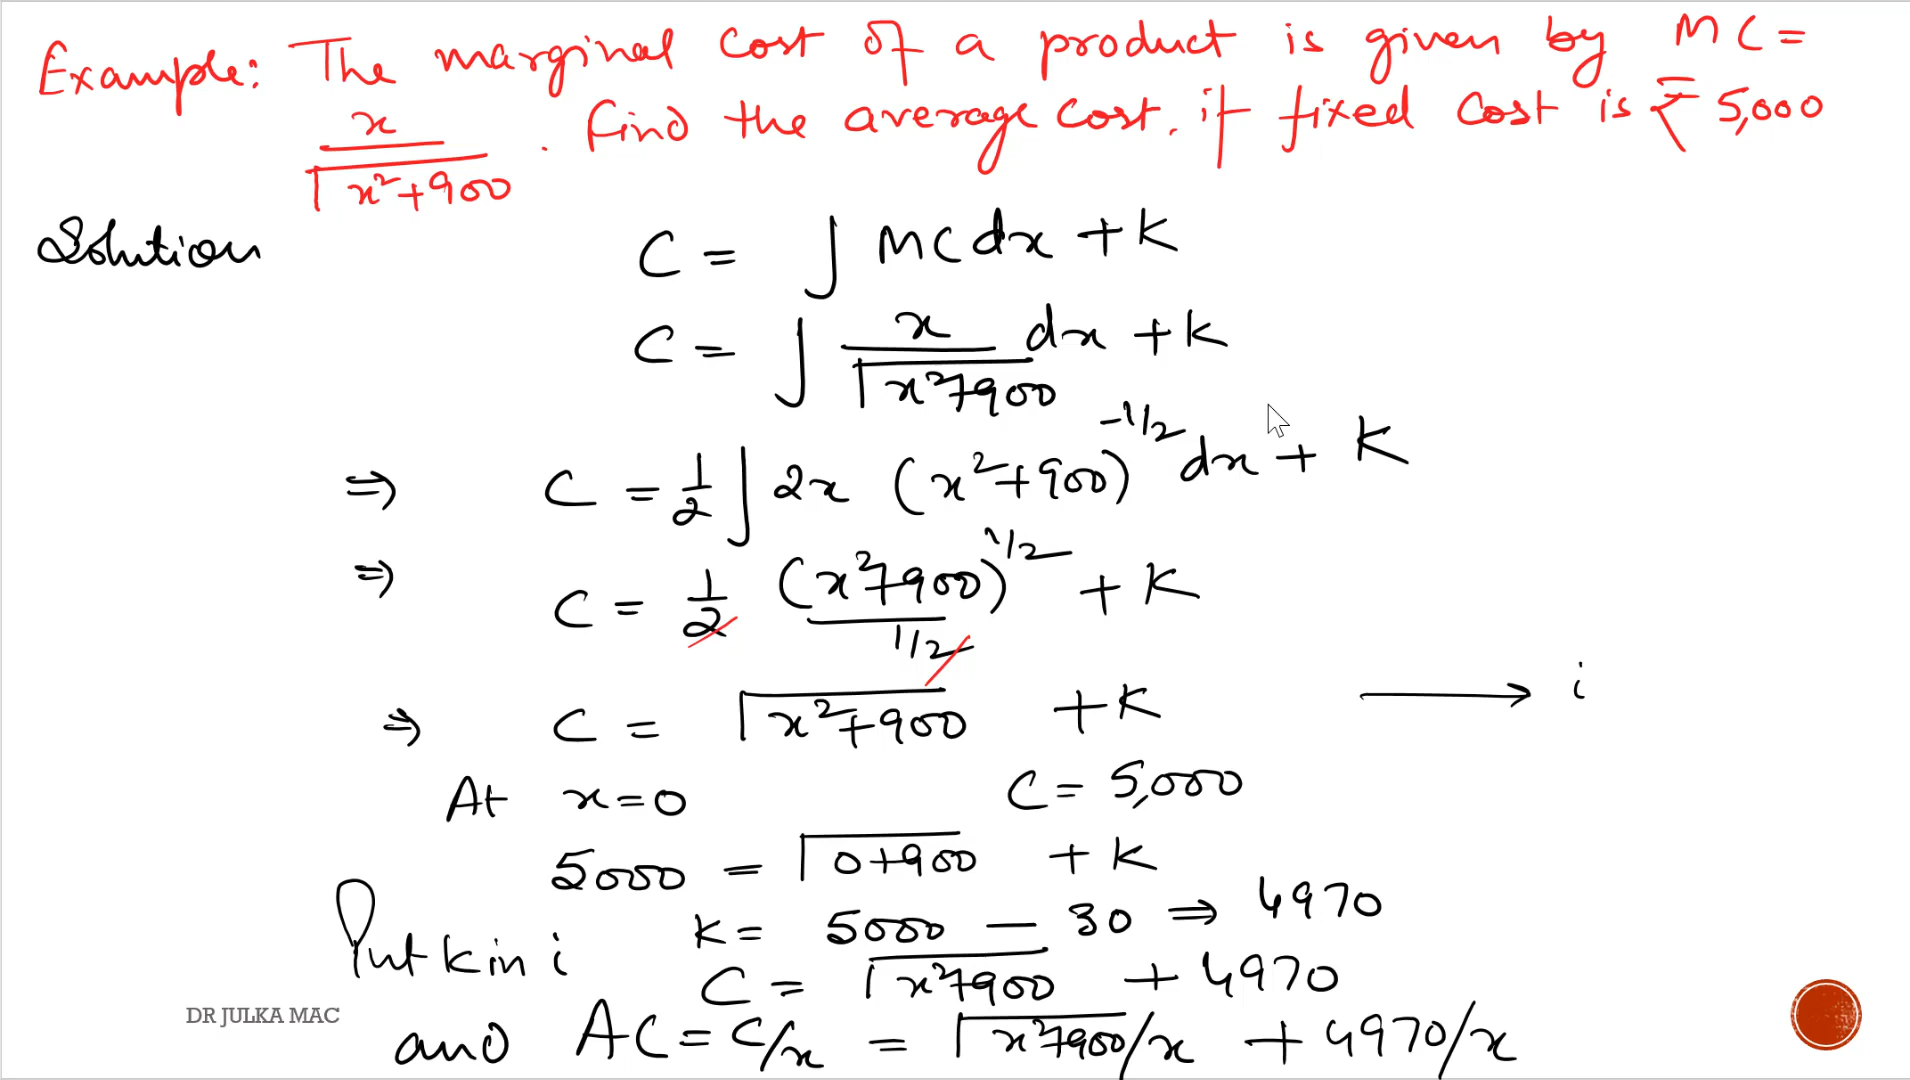 Example: The marginal cost of a product is given by MC =
x/√x²+900 . Find the average cost, if fixed cost is ₹ 5,000
Solution
C = ∫ MC dx + K
C = ∫ x/√x²+900 dx + K
⇒ C = 1/2 ∫ 2x (x²+900)^-1/2 dx + K
⇒ C = 1/2 (x²+900)^1/2 / 1/2 + K
⇒ C = √x²+900 + K ⟶ i
At x=0 C = 5,000
5000 = √0+900 + K
K = 5000 − 30 ⇒ 4970
Put k in i
C = √x²+900 + 4970
DR JULKA MAC
and AC = C/x = √x²+900/x + 4970/x